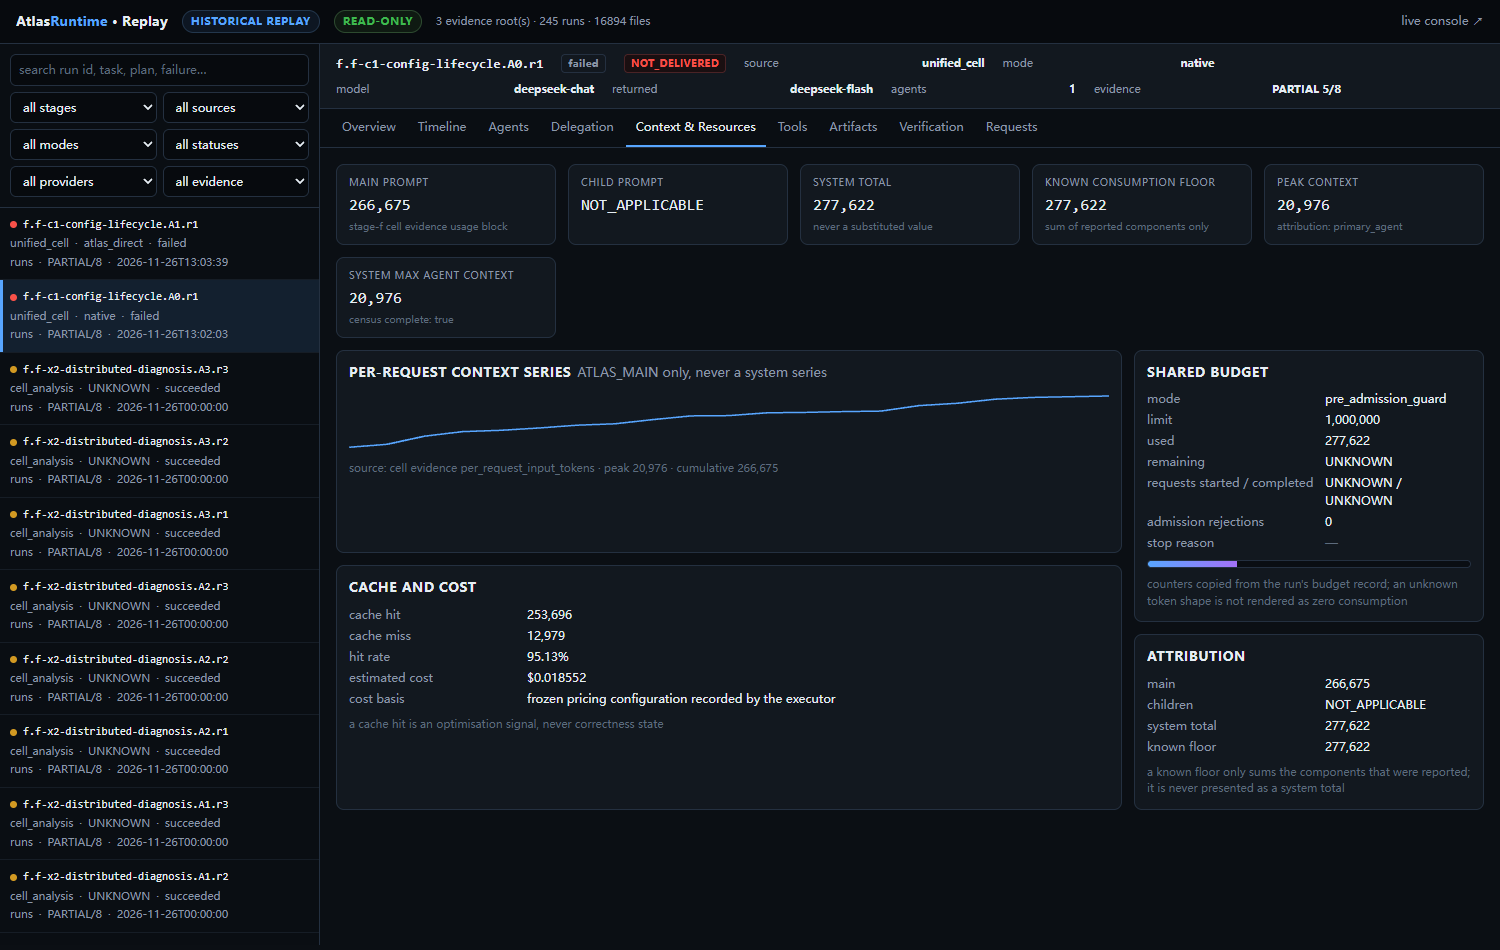 AtlasRuntime • Replay HISTORICAL REPLAY READ-ONLY 3 evidence root(s) · 245 runs · 16894 files live console ↗
search run id, task, plan, failure...
all stages all sources
all modes all statuses
all providers all evidence
f.f-c1-config-lifecycle.A1.r1
unified_cell · atlas_direct · failed
runs · PARTIAL/8 · 2026-11-26T13:03:39
f.f-c1-config-lifecycle.A0.r1
unified_cell · native · failed
runs · PARTIAL/8 · 2026-11-26T13:02:03
f.f-x2-distributed-diagnosis.A3.r3
cell_analysis · UNKNOWN · succeeded
runs · PARTIAL/8 · 2026-11-26T00:00:00
f.f-x2-distributed-diagnosis.A3.r2
cell_analysis · UNKNOWN · succeeded
runs · PARTIAL/8 · 2026-11-26T00:00:00
f.f-x2-distributed-diagnosis.A3.r1
cell_analysis · UNKNOWN · succeeded
runs · PARTIAL/8 · 2026-11-26T00:00:00
f.f-x2-distributed-diagnosis.A2.r3
cell_analysis · UNKNOWN · succeeded
runs · PARTIAL/8 · 2026-11-26T00:00:00
f.f-x2-distributed-diagnosis.A2.r2
cell_analysis · UNKNOWN · succeeded
runs · PARTIAL/8 · 2026-11-26T00:00:00
f.f-x2-distributed-diagnosis.A2.r1
cell_analysis · UNKNOWN · succeeded
runs · PARTIAL/8 · 2026-11-26T00:00:00
f.f-x2-distributed-diagnosis.A1.r3
cell_analysis · UNKNOWN · succeeded
runs · PARTIAL/8 · 2026-11-26T00:00:00
f.f-x2-distributed-diagnosis.A1.r2
cell_analysis · UNKNOWN · succeeded
runs · PARTIAL/8 · 2026-11-26T00:00:00
f.f-c1-config-lifecycle.A0.r1 failed NOT_DELIVERED source unified_cell mode native
model deepseek-chat returned deepseek-flash agents 1 evidence PARTIAL 5/8
Overview Timeline Agents Delegation Context & Resources Tools Artifacts Verification Requests
MAIN PROMPT
266,675
stage-f cell evidence usage block
CHILD PROMPT
NOT_APPLICABLE
SYSTEM TOTAL
277,622
never a substituted value
KNOWN CONSUMPTION FLOOR
277,622
sum of reported components only
PEAK CONTEXT
20,976
attribution: primary_agent
SYSTEM MAX AGENT CONTEXT
20,976
census complete: true
PER-REQUEST CONTEXT SERIES ATLAS_MAIN only, never a system series
source: cell evidence per_request_input_tokens · peak 20,976 · cumulative 266,675
CACHE AND COST
cache hit 253,696
cache miss 12,979
hit rate 95.13%
estimated cost $0.018552
cost basis frozen pricing configuration recorded by the executor
a cache hit is an optimisation signal, never correctness state
SHARED BUDGET
mode pre_admission_guard
limit 1,000,000
used 277,622
remaining UNKNOWN
requests started / completed UNKNOWN /
UNKNOWN
admission rejections 0
stop reason —
counters copied from the run's budget record; an unknown
token shape is not rendered as zero consumption
ATTRIBUTION
main 266,675
children NOT_APPLICABLE
system total 277,622
known floor 277,622
a known floor only sums the components that were reported;
it is never presented as a system total